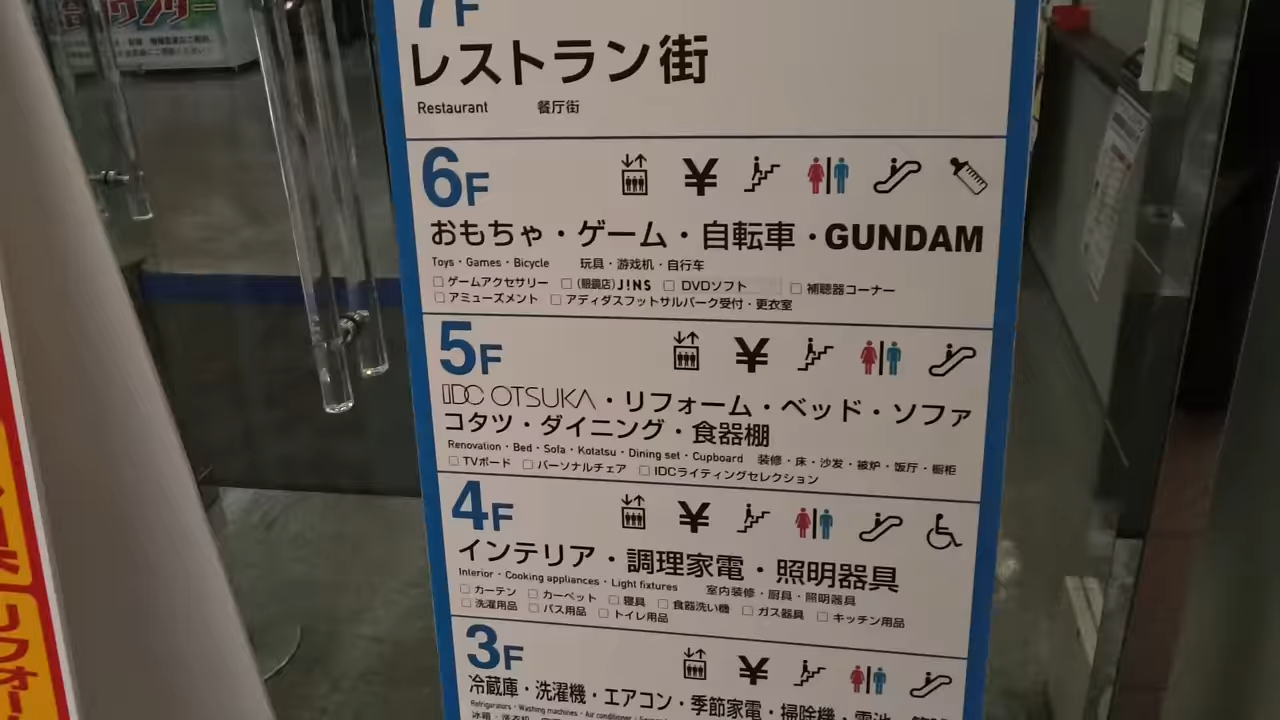 7F
レストラン街
Restaurant 餐厅街
6F
おもちゃ・ゲーム・自転車・GUNDAM
Toys・Games・Bicycle 玩具・游戏机・自行车
□ ゲームアクセサリー □ (眼鏡店)J!NS □ DVDソフト □ 補聴器コーナー
□ アミューズメント □ アディダスフットサルパーク受付・更衣室
5F
IDC OTSUKA・リフォーム・ベッド・ソファ
コタツ・ダイニング・食器棚
Renovation・Bed・Sofa・Kotatsu・Dining set・Cupboard 装修・床・沙发・被炉・饭厅・橱柜
□ TVボード □ パーソナルチェア □ IDCライティングセレクション
4F
インテリア・調理家電・照明器具
Interior・Cooking appliances・Light fixtures 室内装修・厨具・照明器具
□ カーテン □ カーペット □ 寝具 □ 食器洗い機 □ ガス器具 □ キッチン用品
□ 洗濯用品 □ バス用品 □ トイレ用品
3F
冷蔵庫・洗濯機・エアコン・季節家電・掃除機・電池
Refrigerators・Washing machines・Air conditioner
冰箱・洗衣机
リフォー